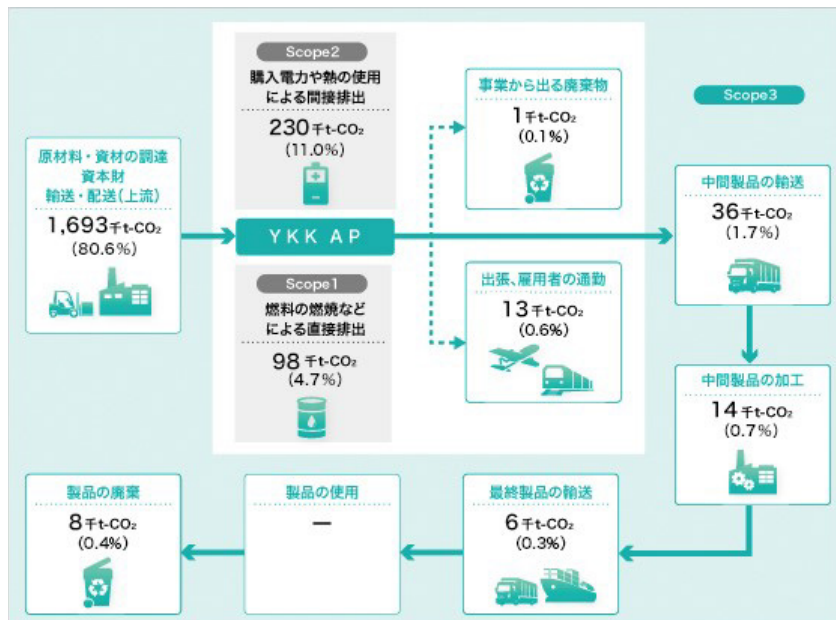 Scope2
購入電力や熱の使用
による間接排出
230千t-CO₂
(11.0%)
事業から出る廃棄物
1千t-CO₂
(0.1%)
Scope3
原材料・資材の調達
資本財
輸送・配送(上流)
1,693千t-CO₂
(80.6%)
YKK AP
中間製品の輸送
36千t-CO₂
(1.7%)
Scope1
燃料の燃焼など
による直接排出
98千t-CO₂
(4.7%)
出張、雇用者の通勤
13千t-CO₂
(0.6%)
中間製品の加工
14千t-CO₂
(0.7%)
最終製品の輸送
6千t-CO₂
(0.3%)
製品の使用
—
製品の廃棄
8千t-CO₂
(0.4%)